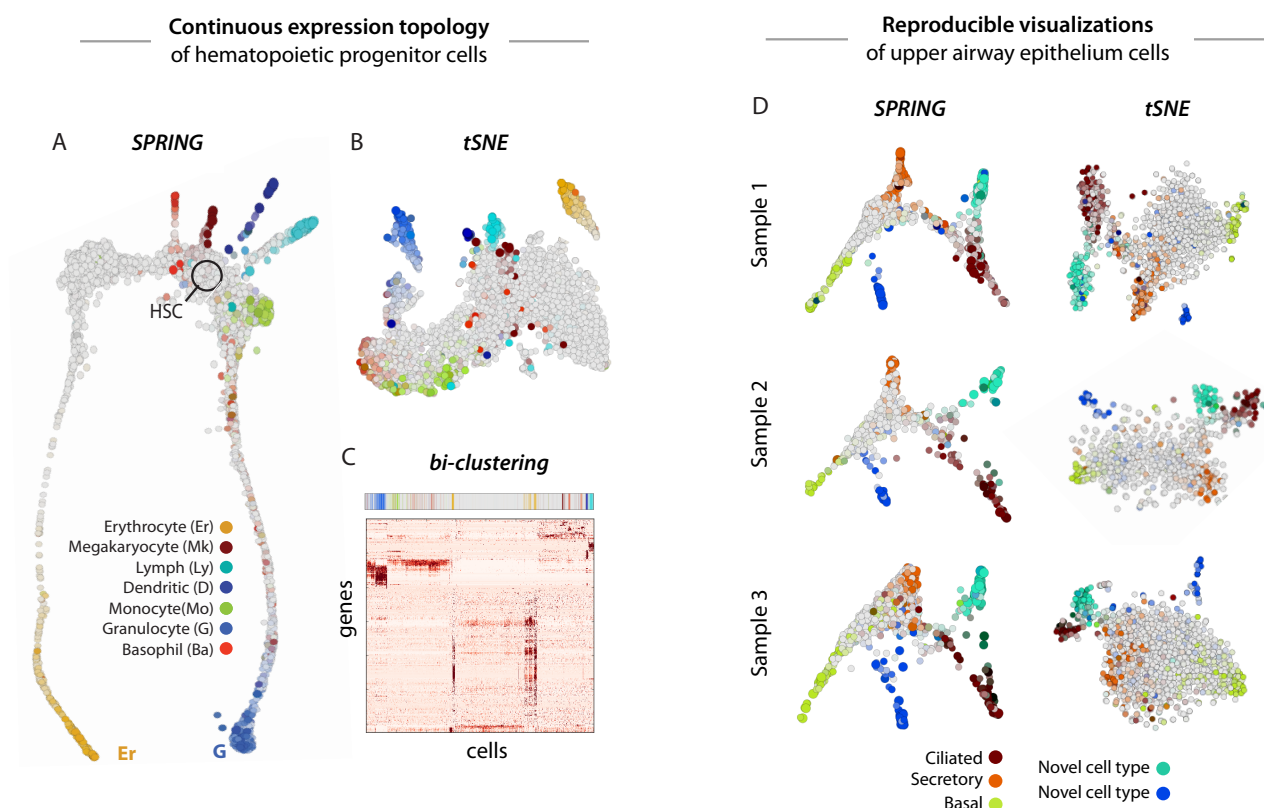 Continuous expression topology
of hematopoietic progenitor cells
Reproducible visualizations
of upper airway epithelium cells
A
SPRING
B
tSNE
HSC
C
bi-clustering
genes
cells
Erythrocyte (Er)
Megakaryocyte (Mk)
Lymph (Ly)
Dendritic (D)
Monocyte(Mo)
Granulocyte (G)
Basophil (Ba)
Er
G
D
SPRING
tSNE
Sample 1
Sample 2
Sample 3
Ciliated
Secretory
Basal
Novel cell type
Novel cell type